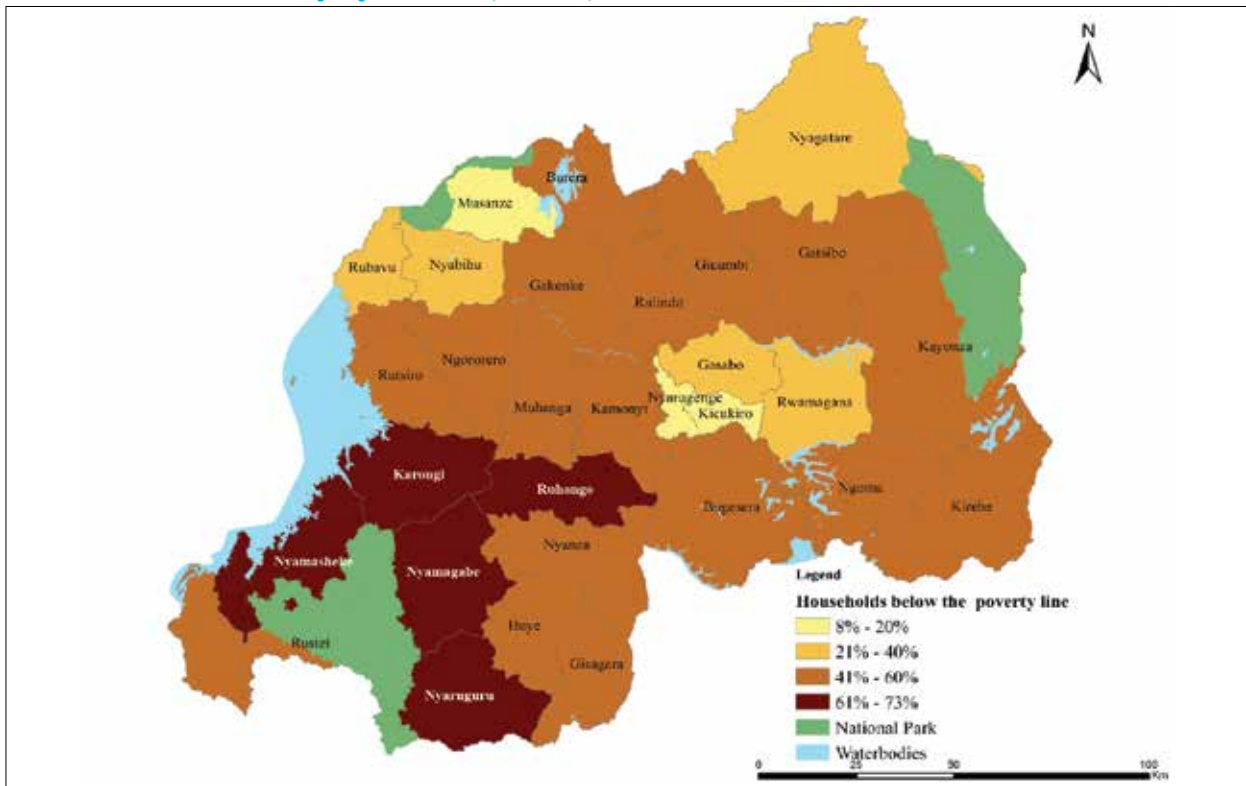 N
Nyagatare
Burera
Musanze
Rubavu
Nyabihu
Gatsibo
Gicumbi
Gakenke
Rulindo
Kayonza
Gasabo
Ngororero
Rutsiro
Nyarugenge
Rwamagana
Kicukiro
Muhanga
Kamonyi
Karongi
Ruhango
Ngoma
Bugesera
Kirehe
Nyanza
Nyamasheke
Nyamagabe
Huye
Rusizi
Gisagara
Nyaruguru
Legend
Households below the poverty line
8% - 20%
21% - 40%
41% - 60%
61% - 73%
National Park
Waterbodies
0 25 50 100
Km